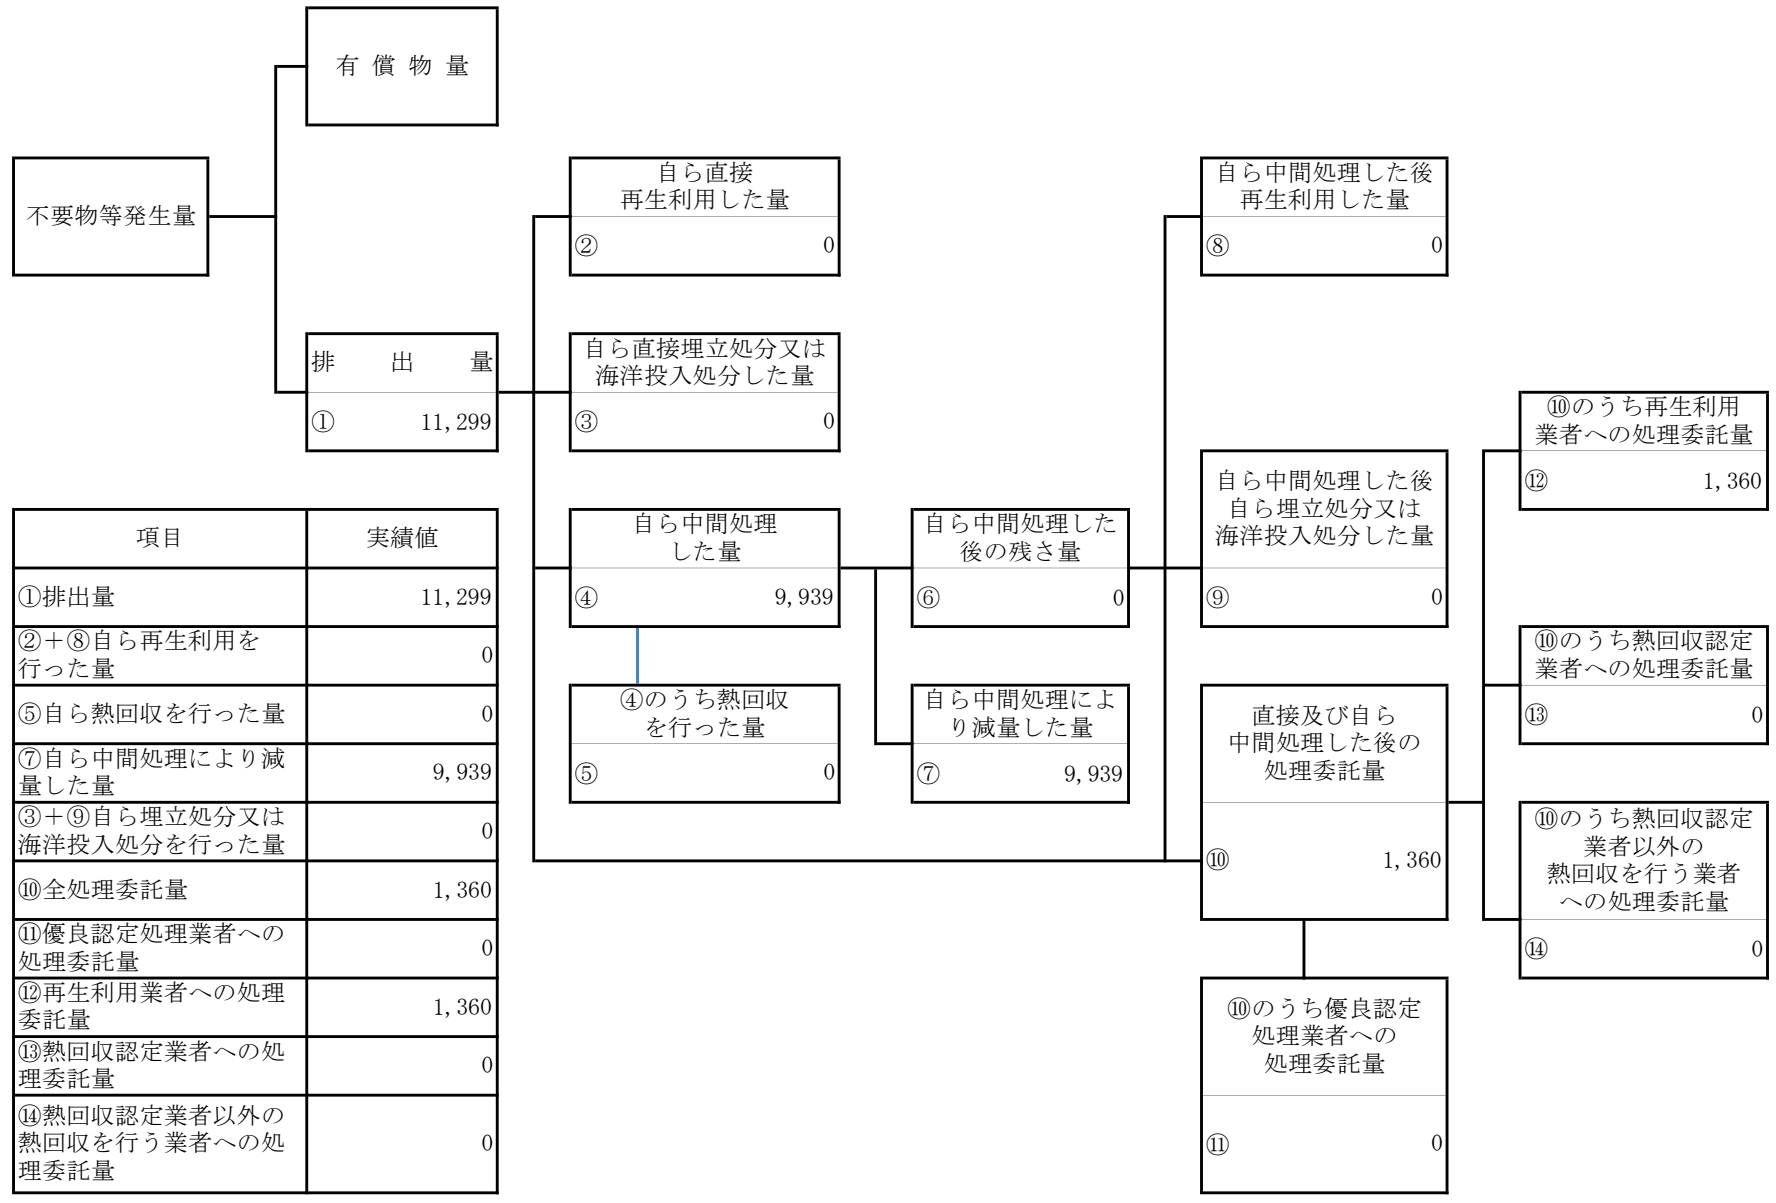 有 償 物 量
不要物等発生量
排 出 量
① 11,299
自ら直接
再生利用した量
② 0
自ら直接埋立処分又は
海洋投入処分した量
③ 0
自ら中間処理
した量
④ 9,939
④のうち熱回収
を行った量
⑤ 0
自ら中間処理した
後の残さ量
⑥ 0
自ら中間処理によ
り減量した量
⑦ 9,939
自ら中間処理した後
再生利用した量
⑧ 0
自ら中間処理した後
自ら埋立処分又は
海洋投入処分した量
⑨ 0
直接及び自ら
中間処理した後の
処理委託量
⑩ 1,360
⑩のうち優良認定
処理業者への
処理委託量
⑪ 0
⑩のうち再生利用
業者への処理委託量
⑫ 1,360
⑩のうち熱回収認定
業者への処理委託量
⑬ 0
⑩のうち熱回収認定
業者以外の
熱回収を行う業者
への処理委託量
⑭ 0
項目 実績値
①排出量 11,299
②＋⑧自ら再生利用を
行った量 0
⑤自ら熱回収を行った量 0
⑦自ら中間処理により減
量した量 9,939
③＋⑨自ら埋立処分又は
海洋投入処分を行った量 0
⑩全処理委託量 1,360
⑪優良認定処理業者への
処理委託量 0
⑫再生利用業者への処理
委託量 1,360
⑬熱回収認定業者への処
理委託量 0
⑭熱回収認定業者以外の
熱回収を行う業者への処
理委託量 0